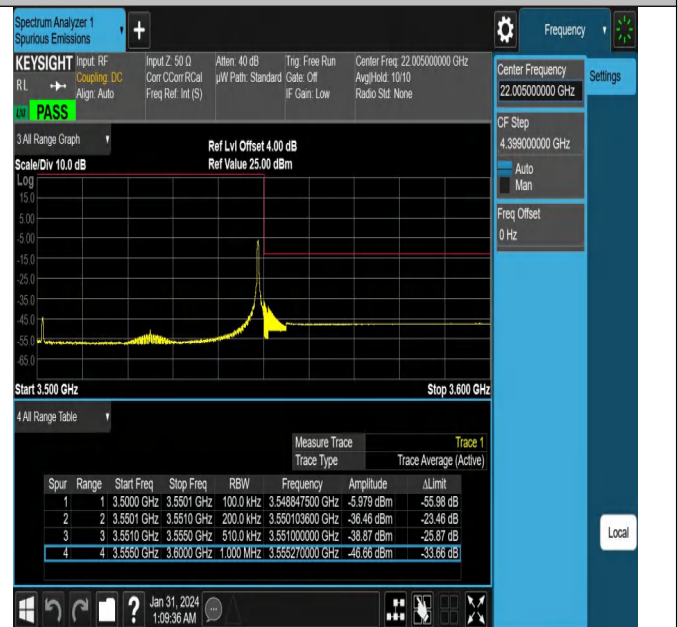 Spectrum Analyzer 1
Spurious Emissions
Frequency
KEYSIGHT Input: RF Input Z: 50 Ω Atten: 40 dB Trig: Free Run Center Freq: 22.005000000 GHz
RL Coupling: DC Corr CCorr RCal µW Path: Standard Gate: Off Avg|Hold: 10/10
Align: Auto Freq Ref: Int (S) IF Gain: Low Radio Std: None
PASS
Center Frequency
22.005000000 GHz
Settings
CF Step
4.399000000 GHz
Auto
Man
Freq Offset
0 Hz
3 All Range Graph
Ref Lvl Offset 4.00 dB
Scale/Div 10.0 dB Ref Value 25.00 dBm
Log
15.0
5.00
-5.00
-15.0
-25.0
-35.0
-45.0
-55.0
-65.0
Start 3.500 GHz Stop 3.600 GHz
4 All Range Table
Measure Trace Trace 1
Trace Type Trace Average (Active)
Spur Range Start Freq Stop Freq RBW Frequency Amplitude ΔLimit
1 1 3.5000 GHz 3.5501 GHz 100.0 kHz 3.548847500 GHz -5.979 dBm -55.98 dB
2 2 3.5501 GHz 3.5510 GHz 200.0 kHz 3.550103600 GHz -36.46 dBm -23.46 dB
3 3 3.5510 GHz 3.5550 GHz 510.0 kHz 3.551000000 GHz -38.87 dBm -25.87 dB
4 4 3.5550 GHz 3.6000 GHz 1.000 MHz 3.555270000 GHz -46.66 dBm -33.66 dB
Local
Jan 31, 2024
1:09:36 AM